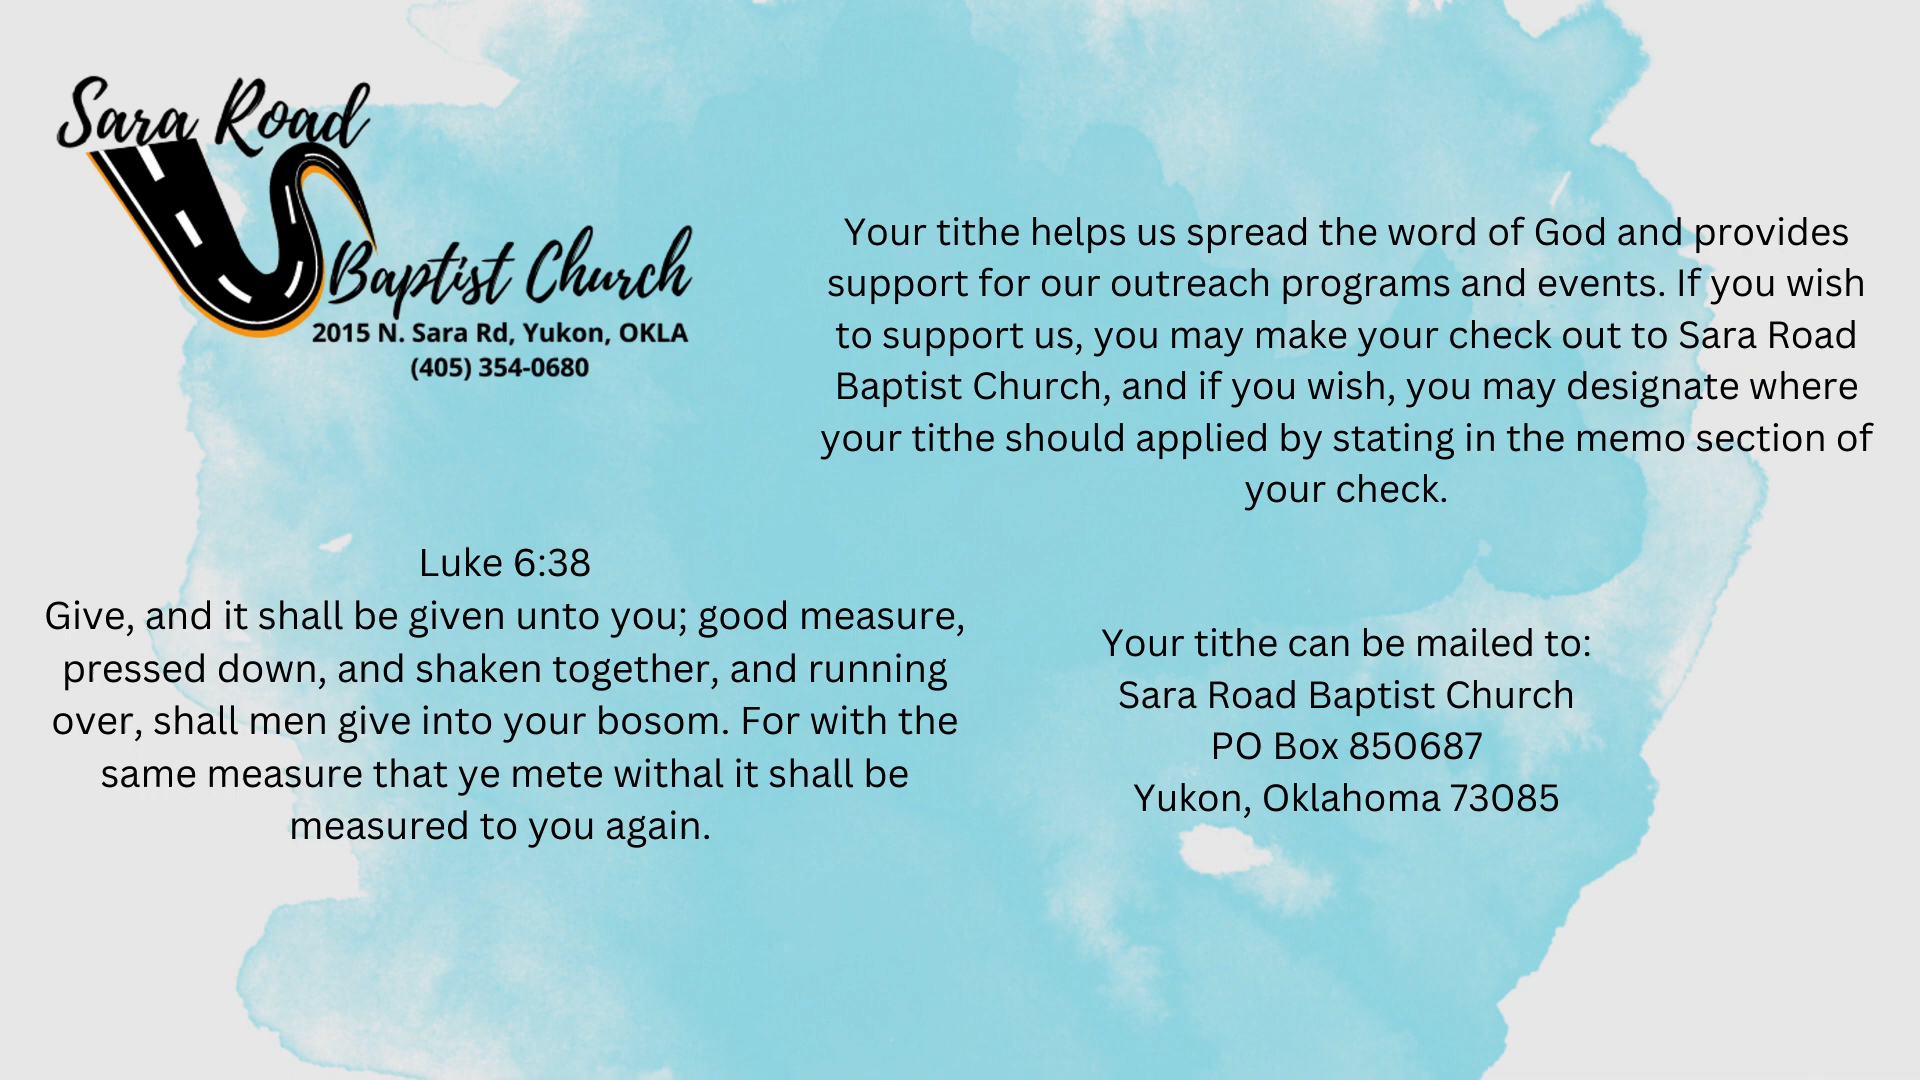 Sara Road
Baptist Church
2015 N. Sara Rd, Yukon, OKLA
(405) 354-0680
Your tithe helps us spread the word of God and provides
support for our outreach programs and events. If you wish
to support us, you may make your check out to Sara Road
Baptist Church, and if you wish, you may designate where
your tithe should applied by stating in the memo section of
your check.
Luke 6:38
Give, and it shall be given unto you; good measure,
pressed down, and shaken together, and running
over, shall men give into your bosom. For with the
same measure that ye mete withal it shall be
measured to you again.
Your tithe can be mailed to:
Sara Road Baptist Church
PO Box 850687
Yukon, Oklahoma 73085